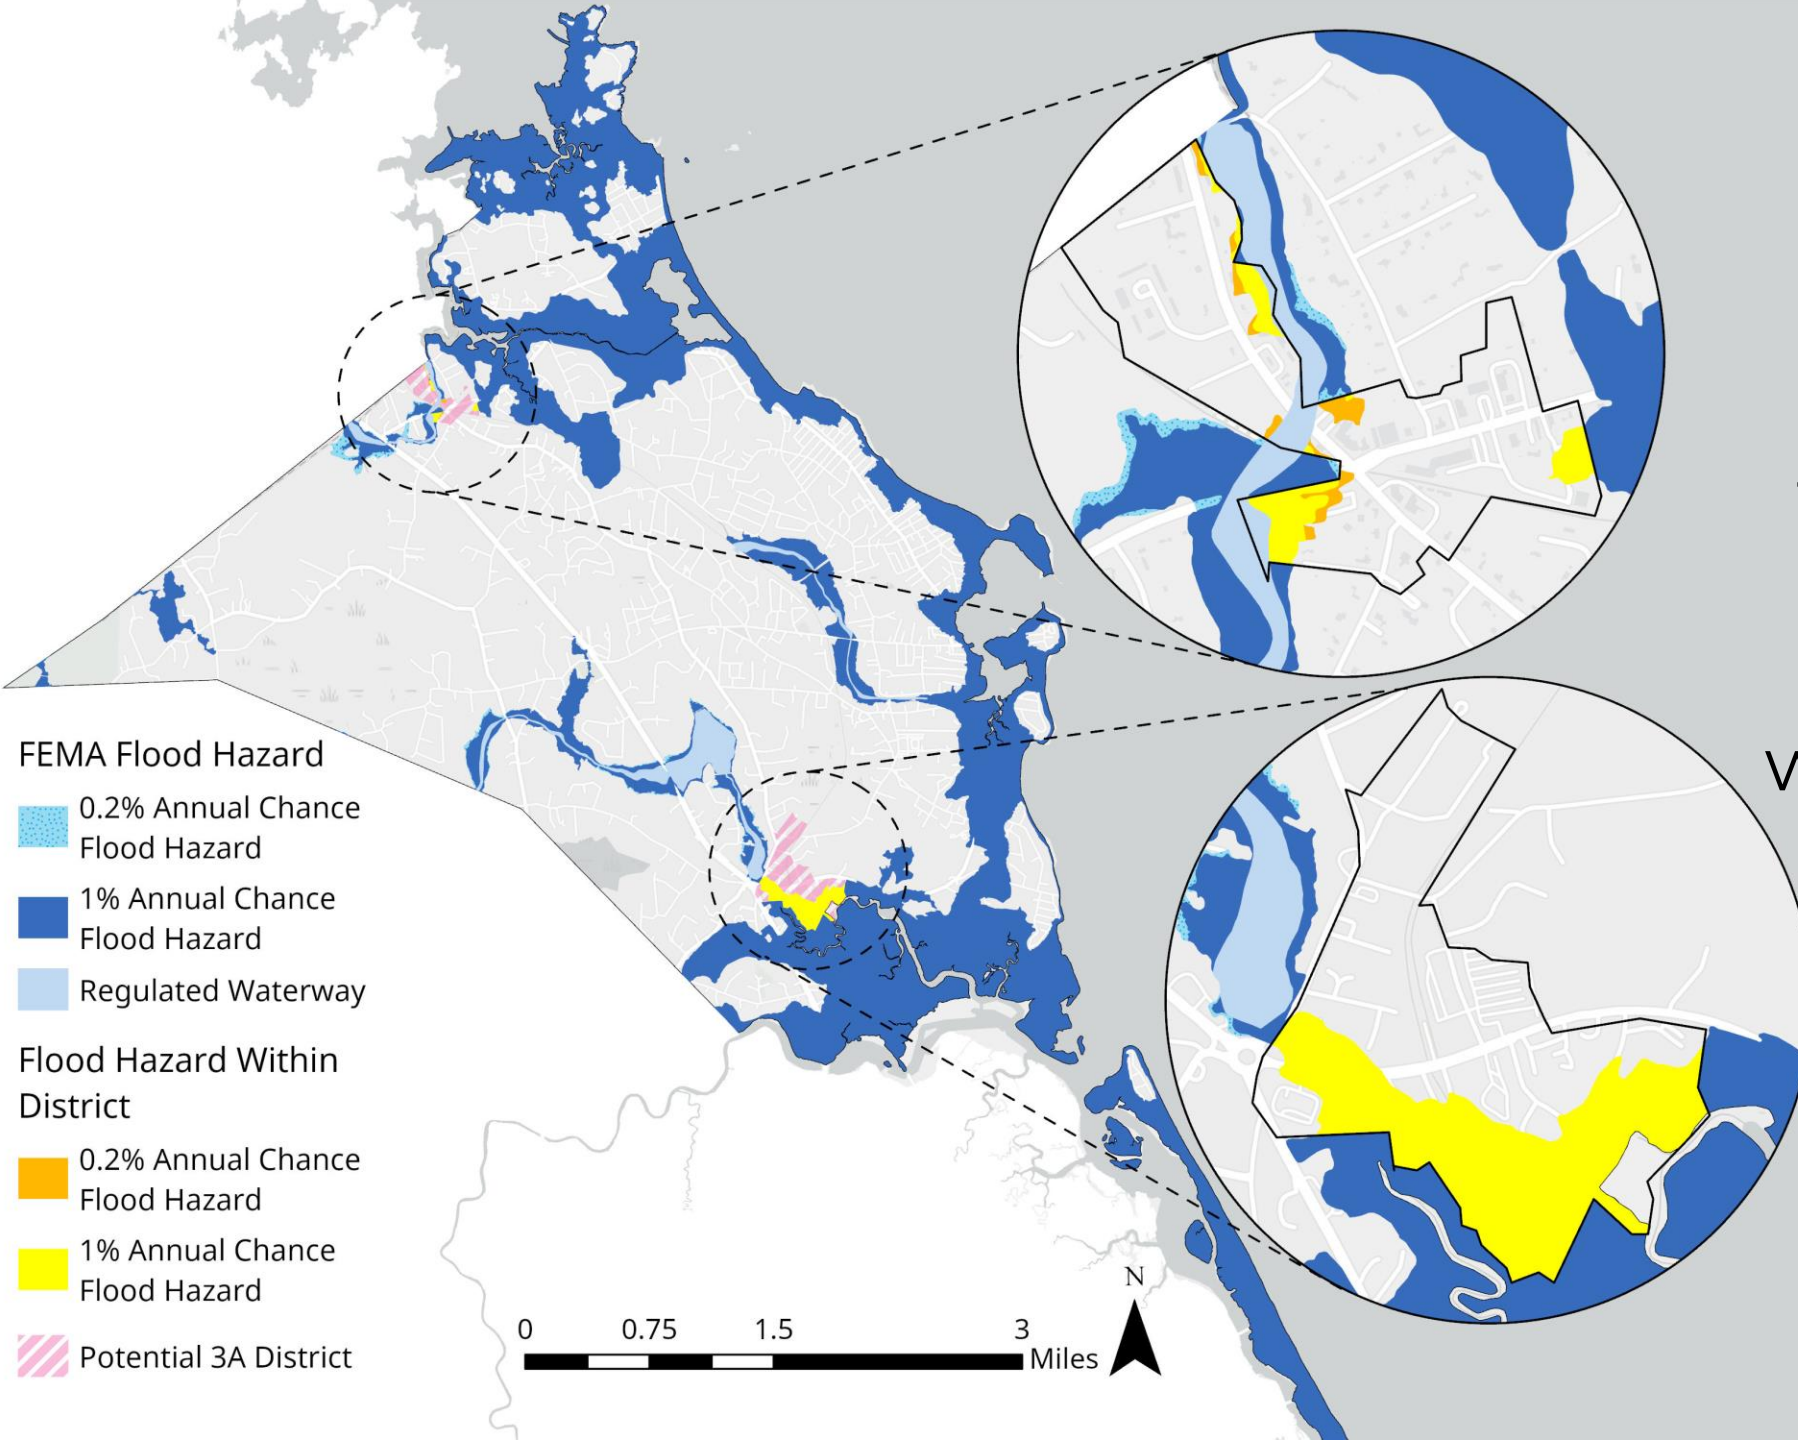 V
FEMA Flood Hazard
0.2% Annual Chance
Flood Hazard
1% Annual Chance
Flood Hazard
Regulated Waterway
Flood Hazard Within
District
0.2% Annual Chance
Flood Hazard
1% Annual Chance
Flood Hazard
Potential 3A District
0 0.75 1.5 3
Miles
N